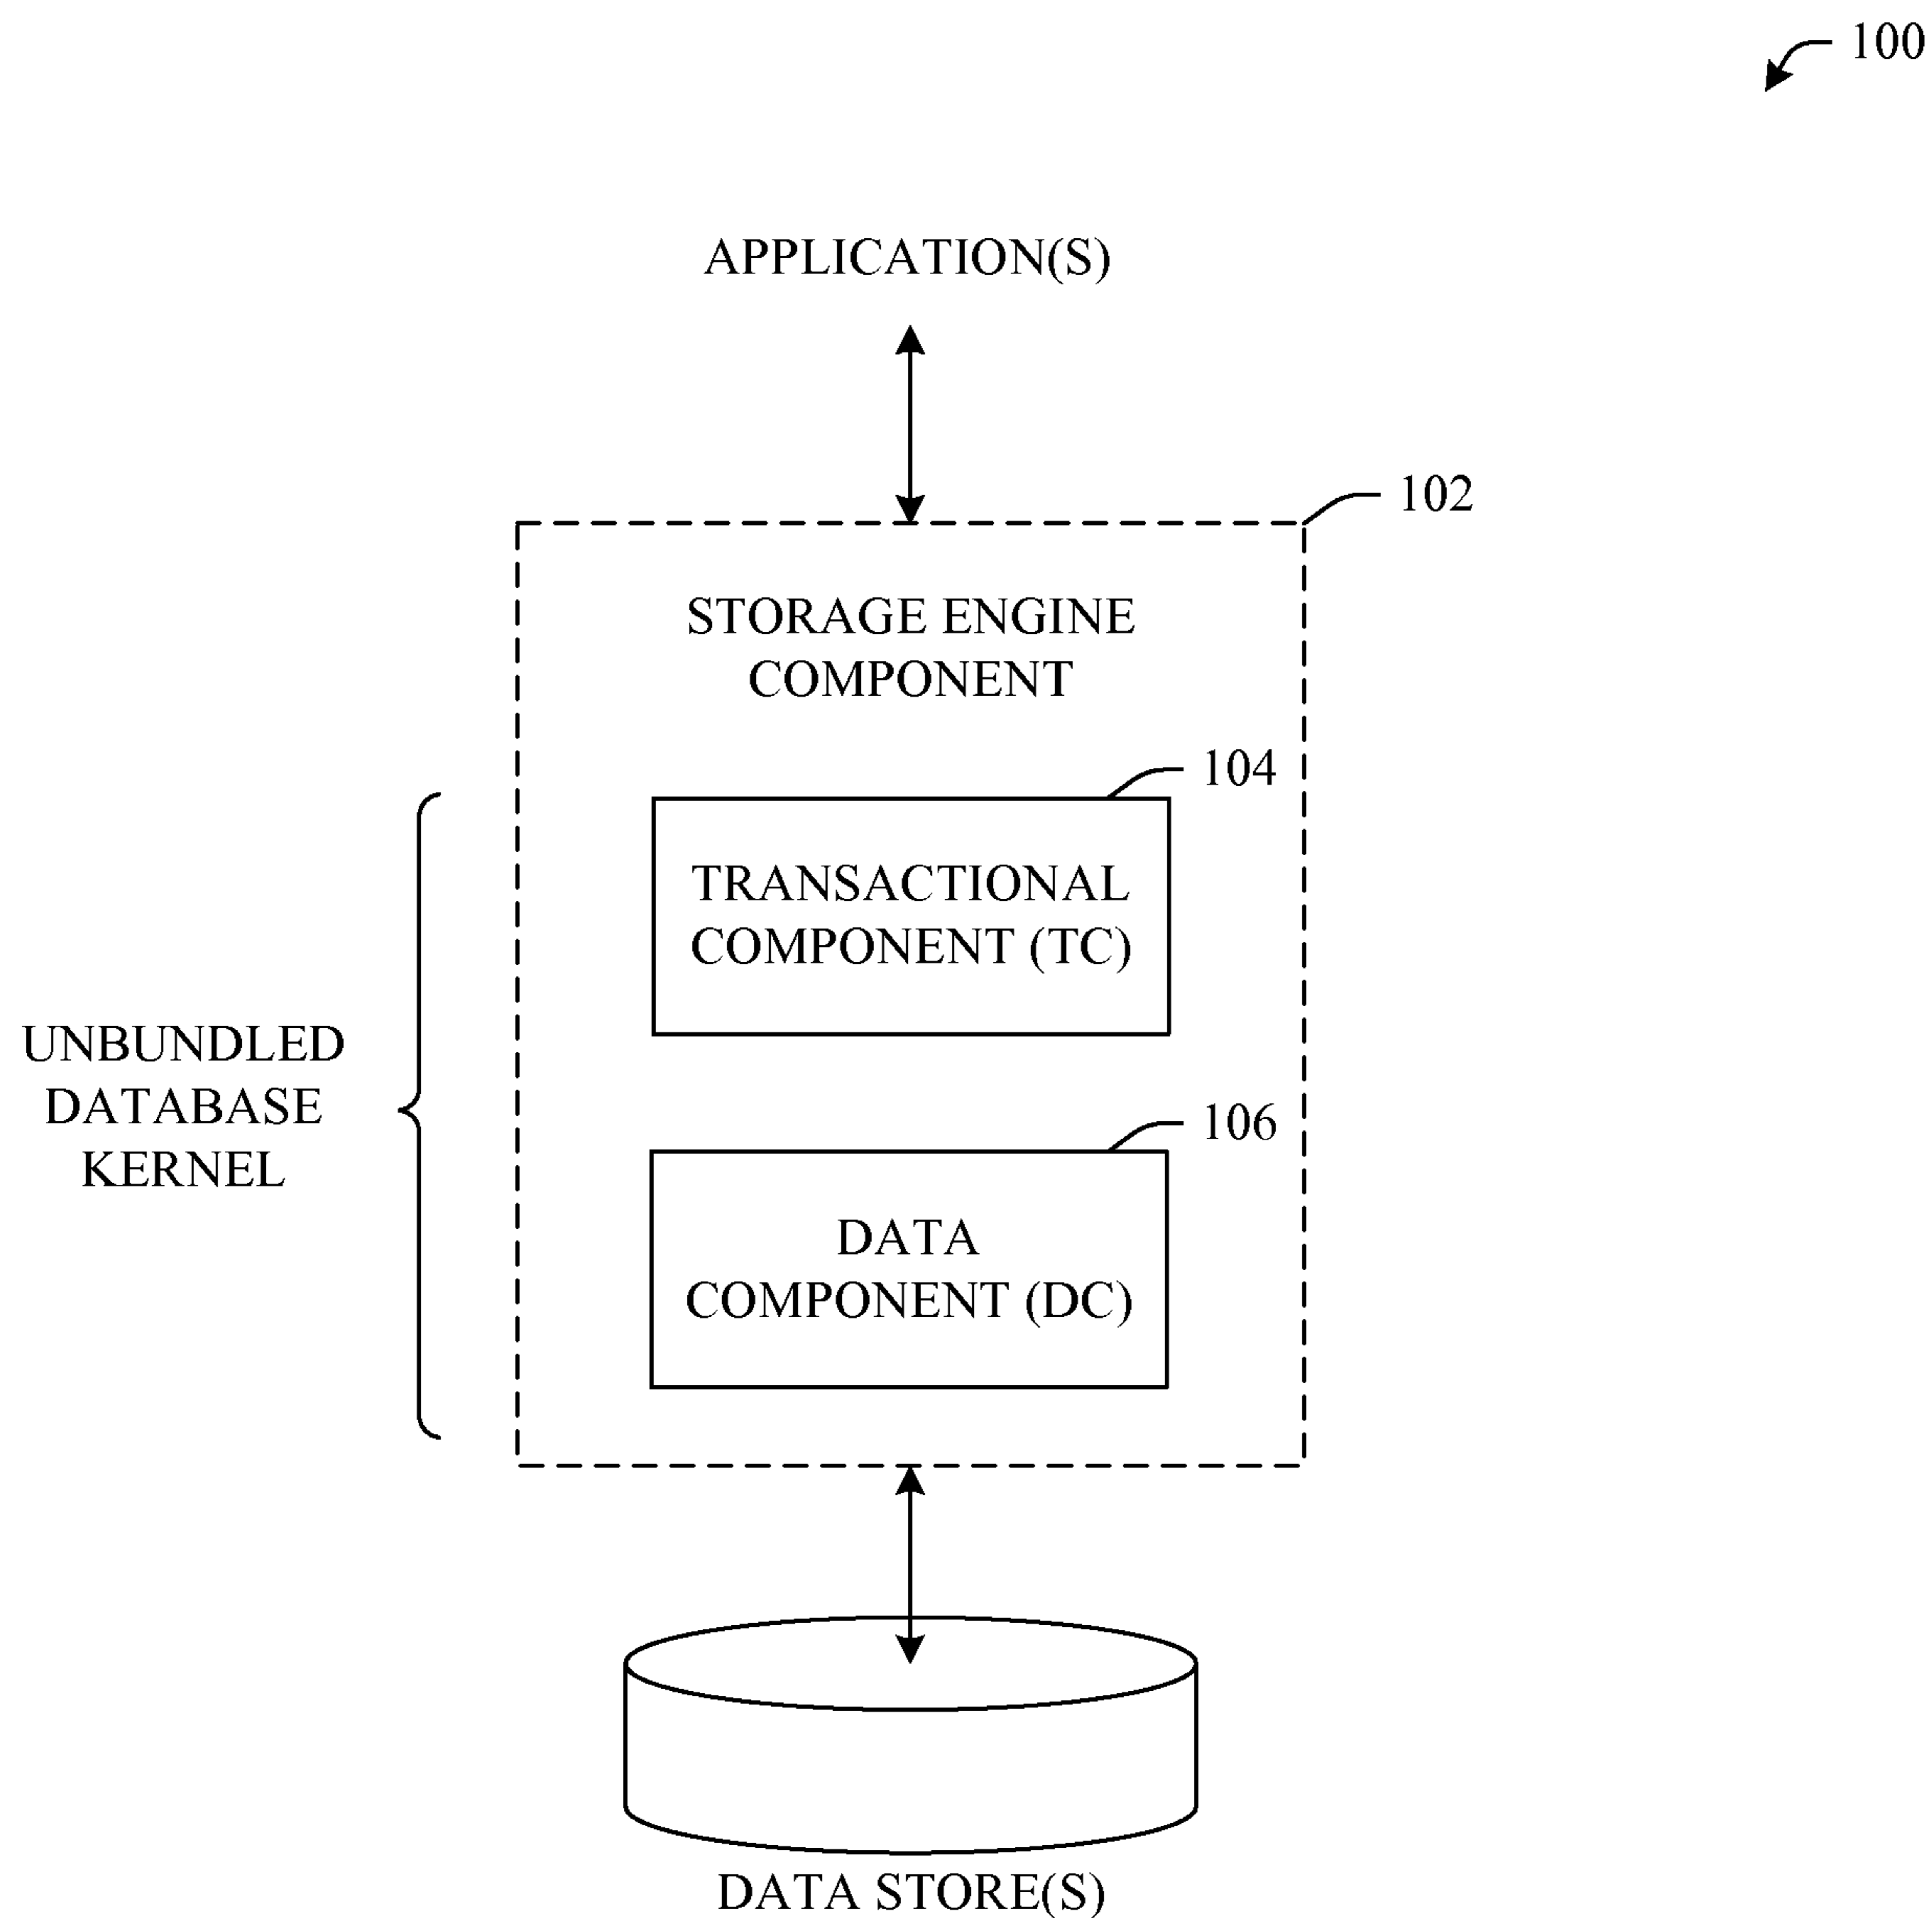 100
APPLICATION(S)
102
STORAGE ENGINE
COMPONENT
104
TRANSACTIONAL
COMPONENT (TC)
UNBUNDLED
DATABASE
KERNEL
106
DATA
COMPONENT (DC)
DATA STORE(S)